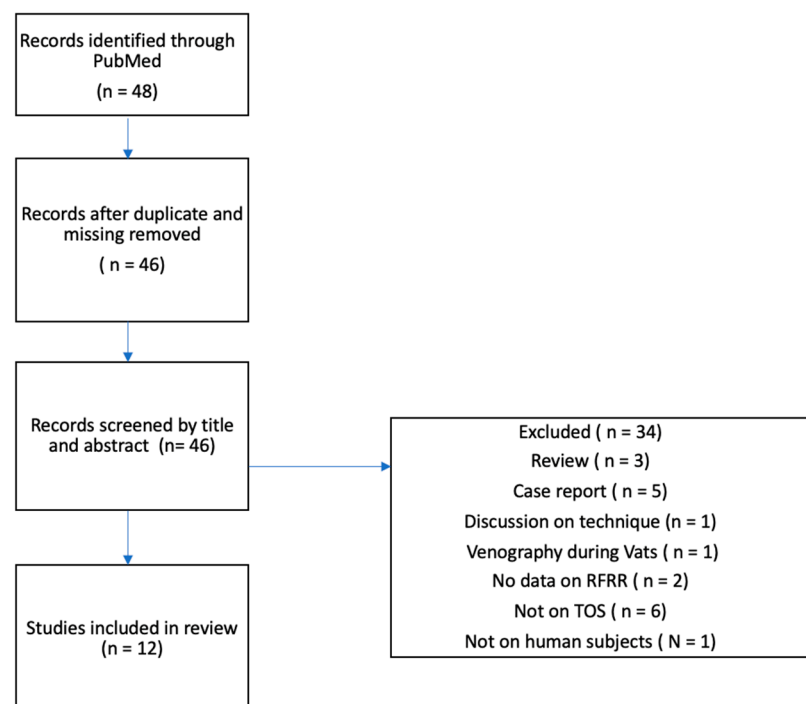 Records identified through
PubMed
(n = 48)
Records after duplicate and
missing removed
( n = 46)
Records screened by title
and abstract (n= 46)
Excluded ( n = 34)
Review ( n = 3)
Case report ( n = 5)
Discussion on technique (n = 1)
Venography during Vats ( n = 1)
No data on RFRR ( n = 2)
Not on TOS ( n = 6)
Not on human subjects ( N = 1)
Studies included in review
(n = 12)